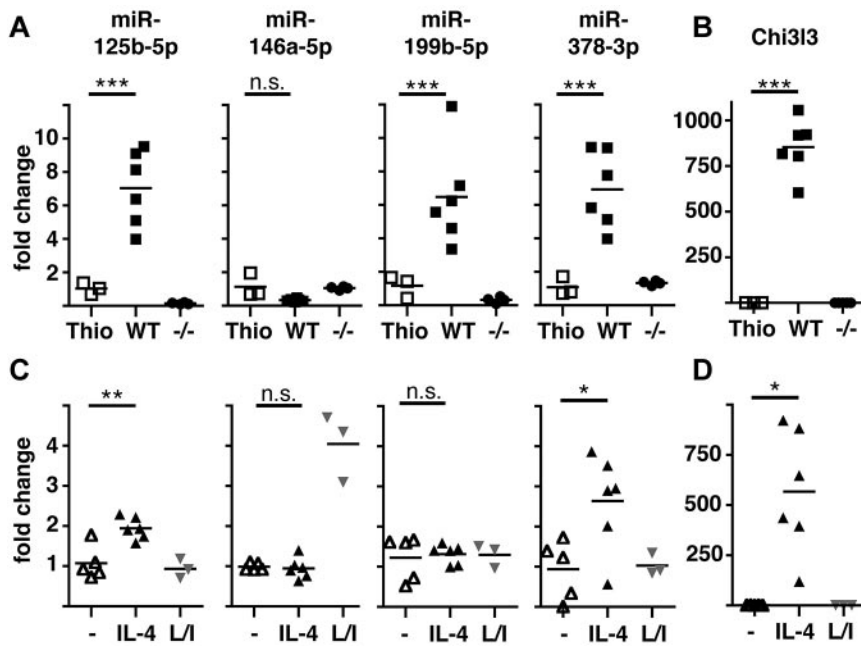 A
miR-
125b-5p
miR-
146a-5p
miR-
199b-5p
miR-
378-3p
B
Chi3l3
***
n.s.
***
***
***
fold change
10
8
6
4
2
1000
750
500
250
Thio WT -/-
Thio WT -/-
Thio WT -/-
Thio WT -/-
Thio WT -/-
C
D
**
n.s.
n.s.
*
*
fold change
4
3
2
1
750
500
250
- IL-4 L/I
- IL-4 L/I
- IL-4 L/I
- IL-4 L/I
- IL-4 L/I